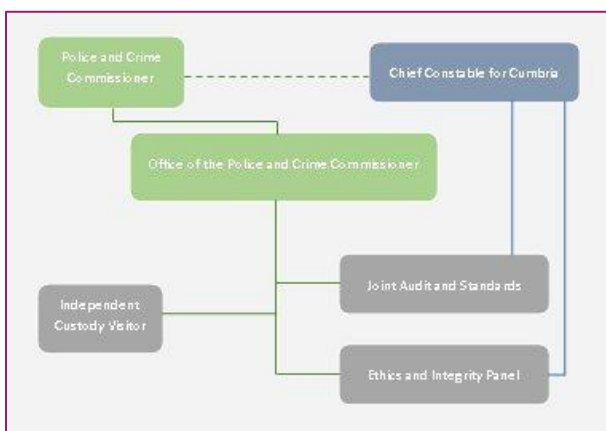 Police and Crime
Commissioner
Chief Constable for Cumbria
Office of the Police and Crime Commissioner
Joint Audit and Standards
Independent
Custody Visitor
Ethics and Integrity Panel